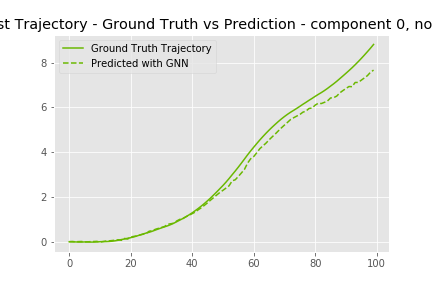 st Trajectory - Ground Truth vs Prediction - component 0, no
Ground Truth Trajectory
Predicted with GNN
8
6
4
2
0
0 20 40 60 80 100